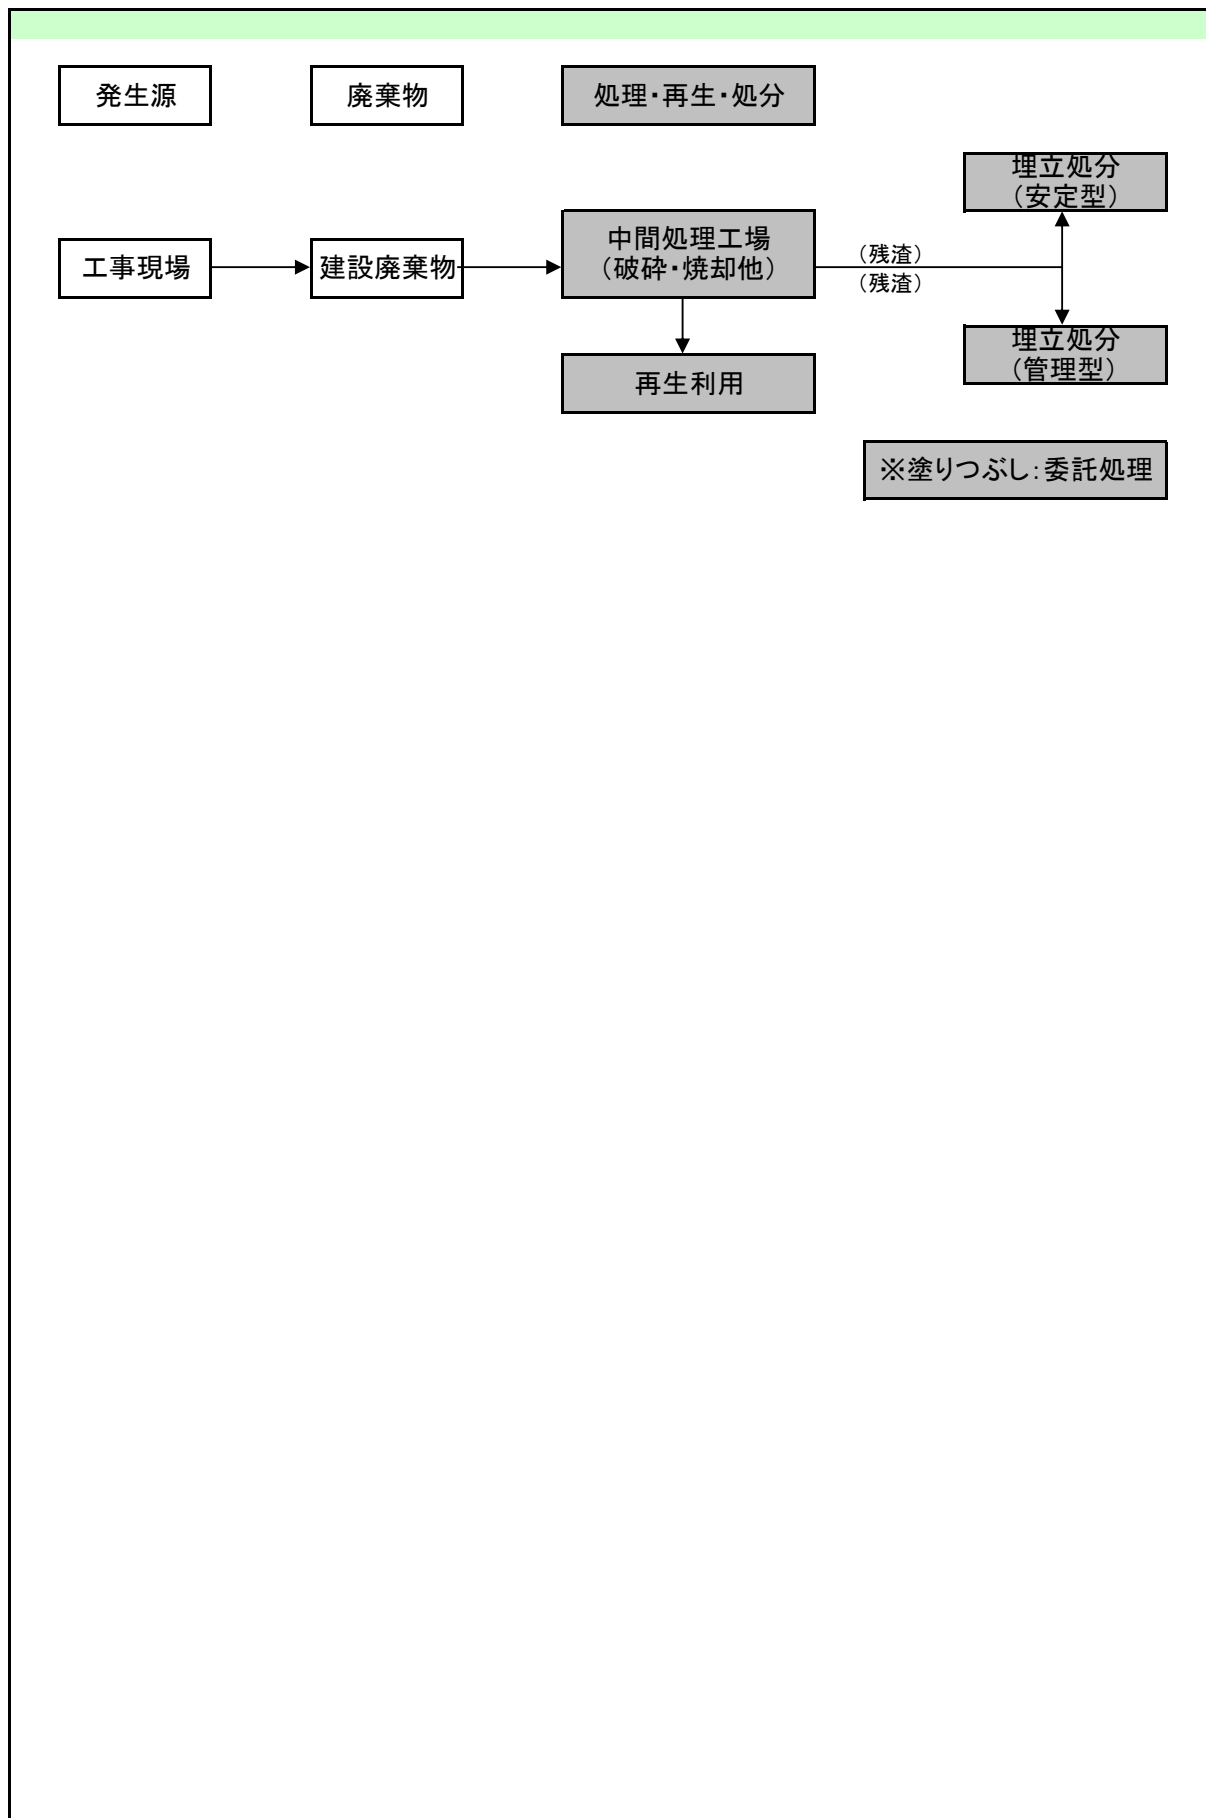 発生源
廃棄物
処理・再生・処分
埋立処分
（安定型）
工事現場
建設廃棄物
中間処理工場
（破砕・焼却他）
（残渣）
（残渣）
埋立処分
（管理型）
再生利用
※塗りつぶし：委託処理